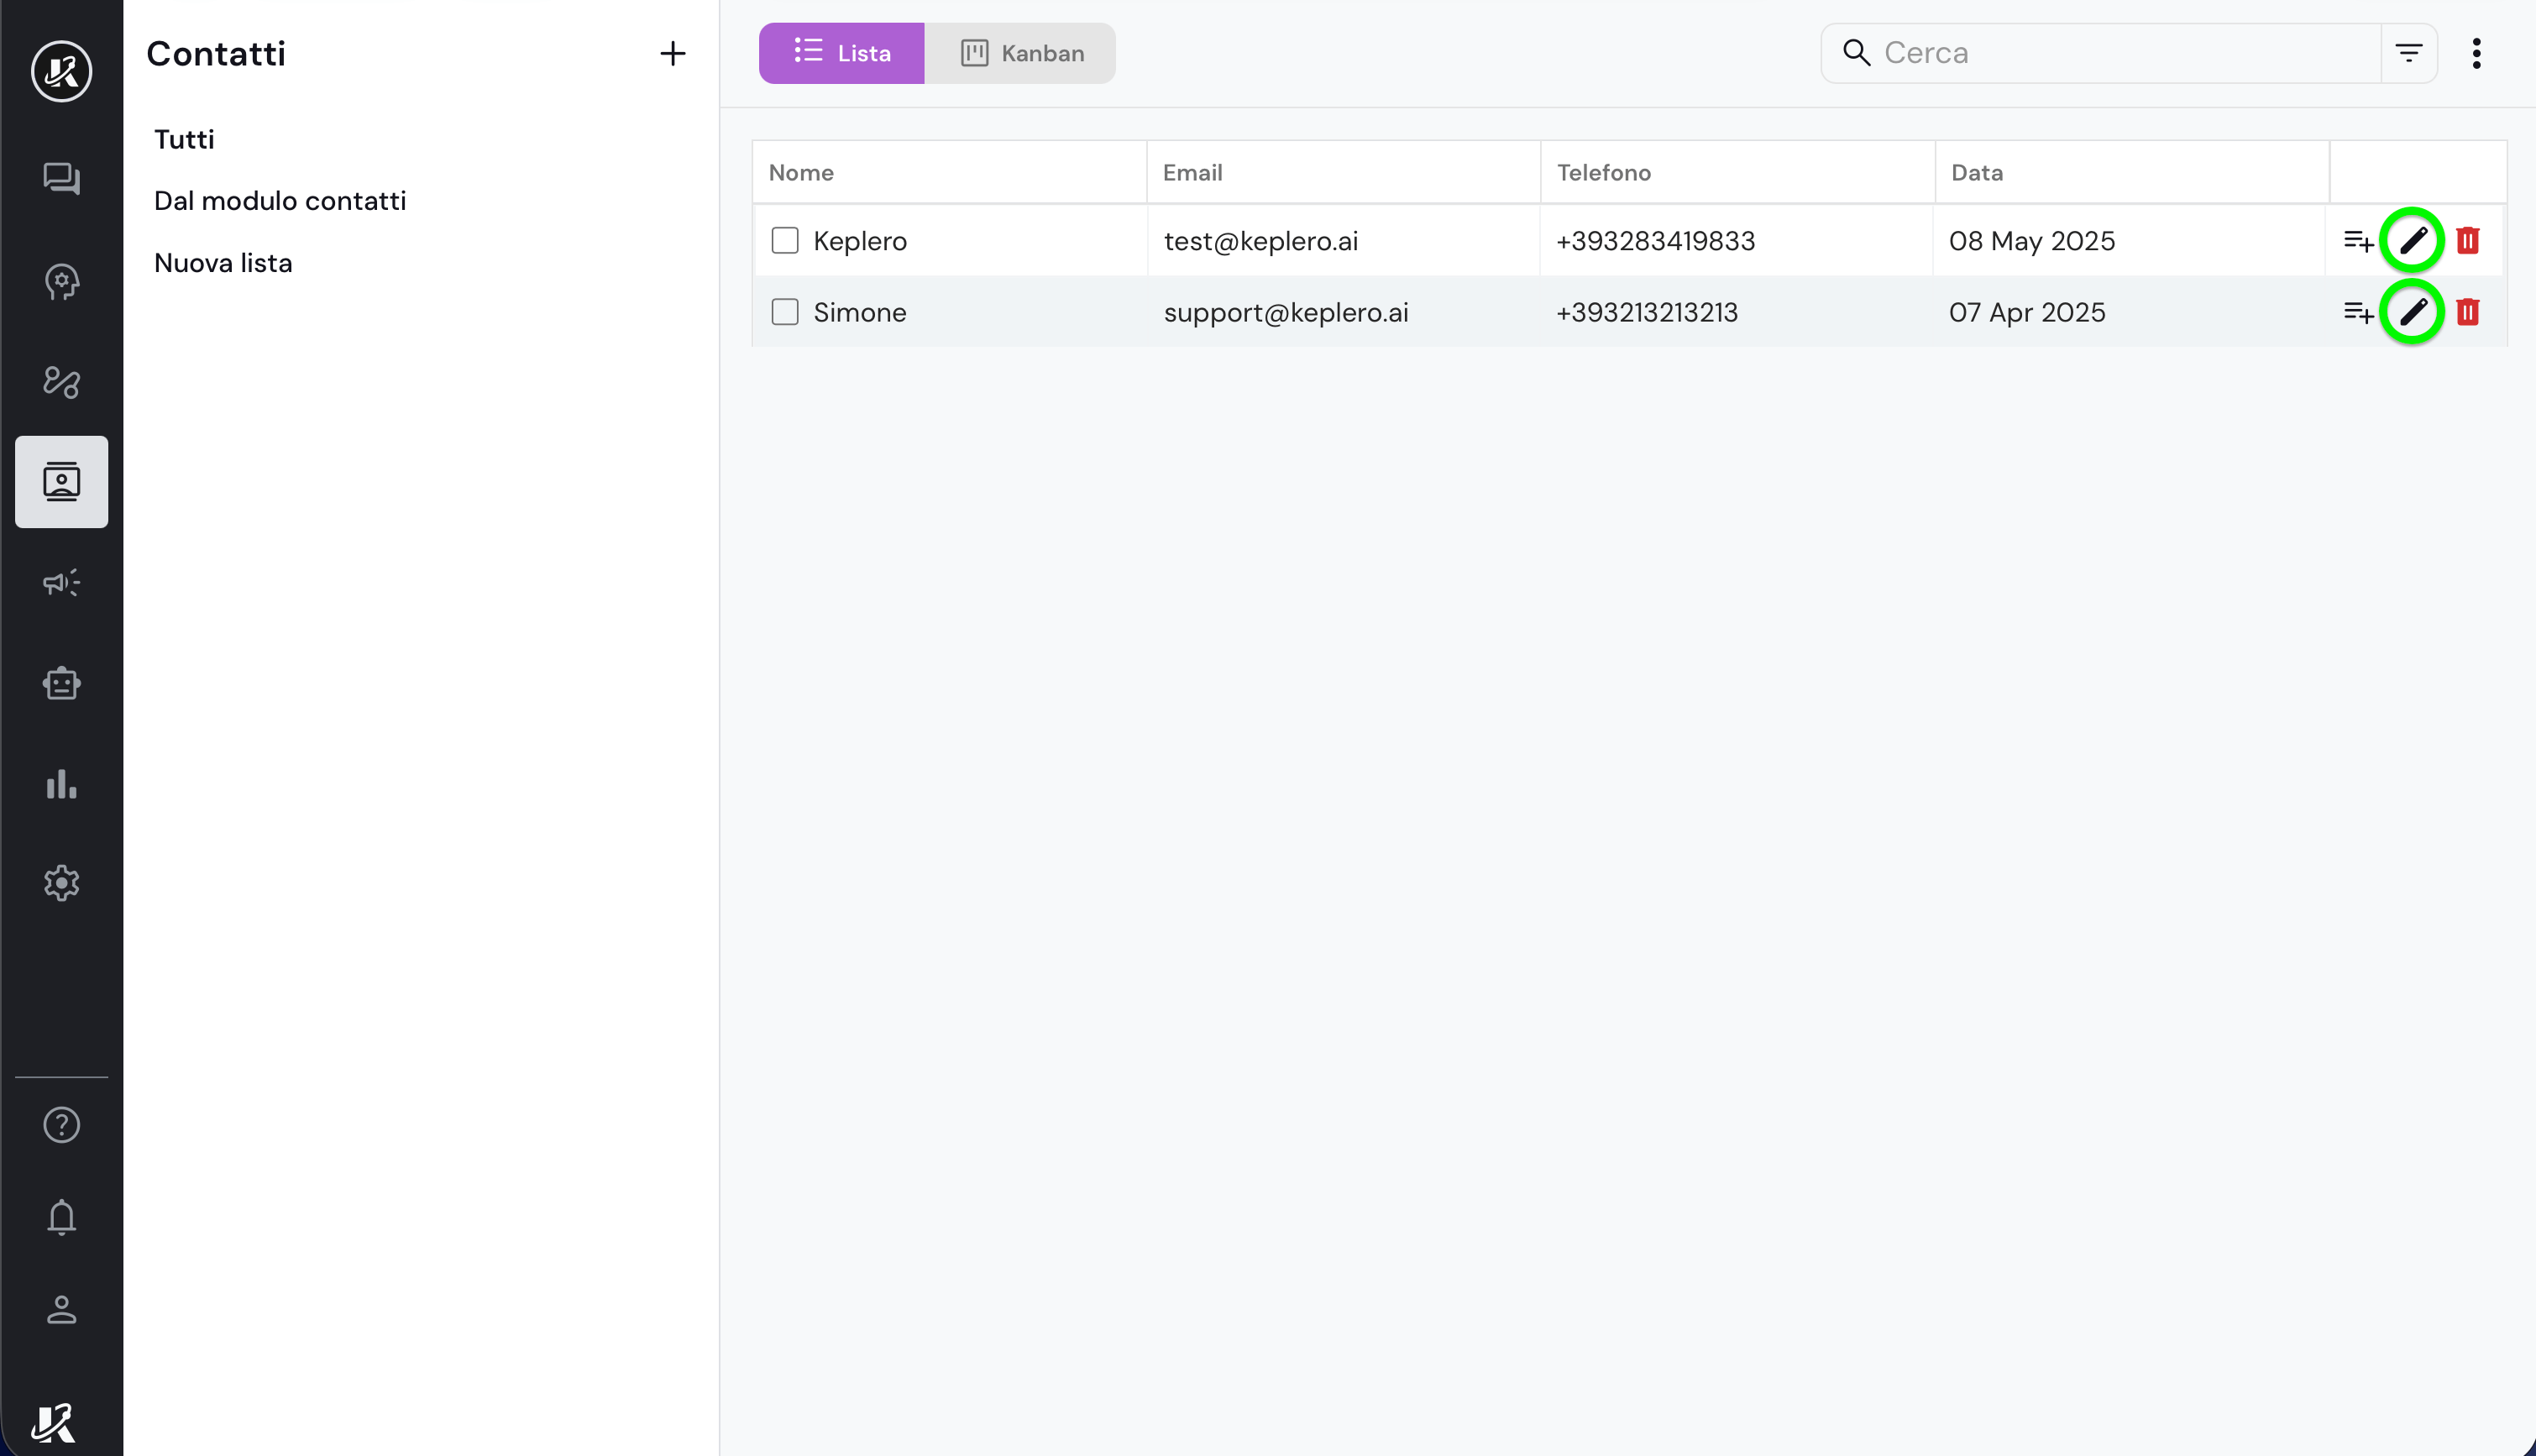 Contatti
Tutti
Dal modulo contatti
Nuova lista
Lista Kanban
Cerca
Nome Email Telefono Data
Keplero test@keplero.ai +393283419833 08 May 2025
Simone support@keplero.ai +393213213213 07 Apr 2025